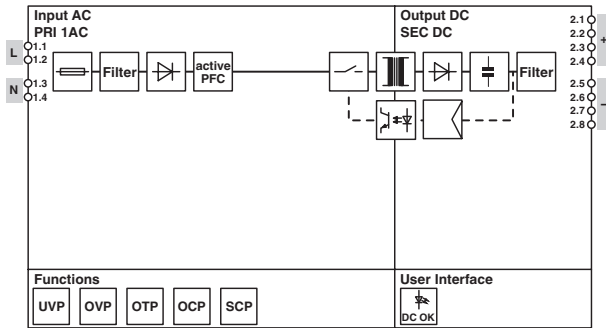 Input AC
PRI 1AC
Output DC
SEC DC
L
1.1
1.2
N
1.3
1.4
Filter
active
PFC
Filter
2.1
2.2
2.3
2.4
+
2.5
2.6
2.7
2.8
–
Functions
UVP
OVP
OTP
OCP
SCP
User Interface
DC OK